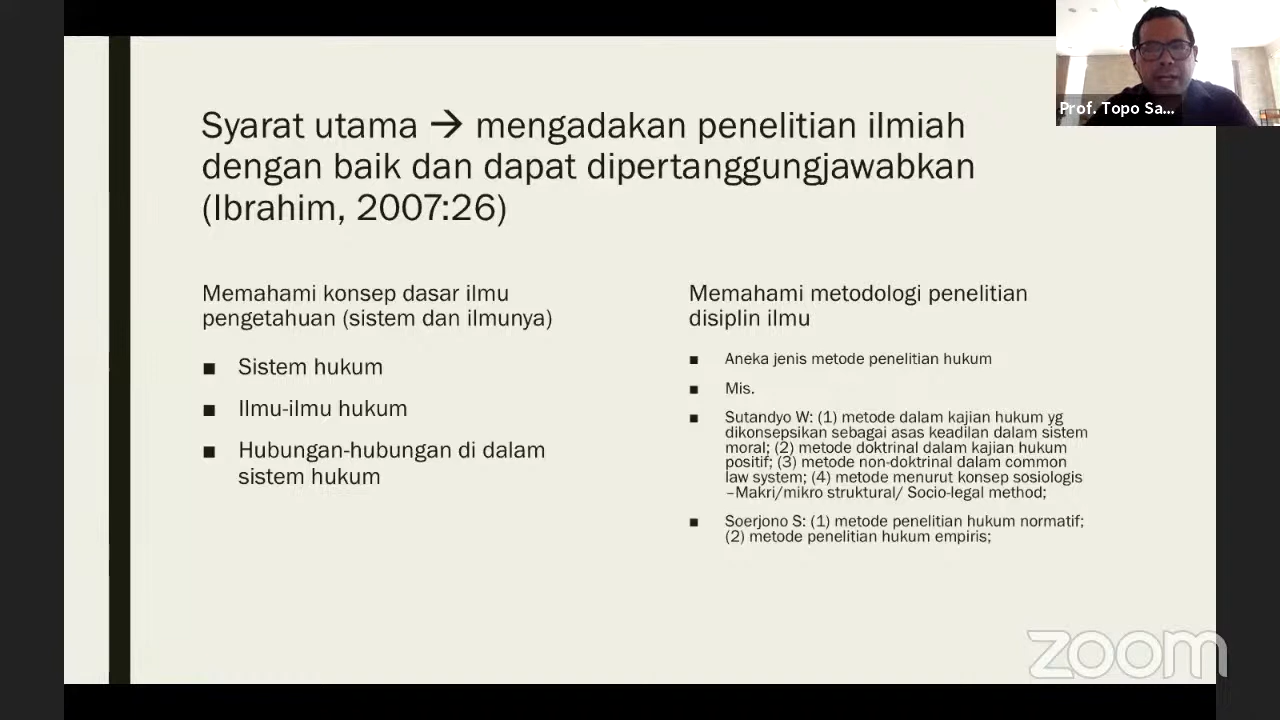 Syarat utama → mengadakan penelitian ilmiah
dengan baik dan dapat dipertanggungjawabkan
(Ibrahim, 2007:26)
Memahami konsep dasar ilmu
pengetahuan (sistem dan ilmunya)
■ Sistem hukum
■ Ilmu-ilmu hukum
■ Hubungan-hubungan di dalam
sistem hukum
Memahami metodologi penelitian
disiplin ilmu
■ Aneka jenis metode penelitian hukum
■ Mis.
■ Sutandyo W: (1) metode dalam kajian hukum yg
dikonsepsikan sebagai asas keadilan dalam sistem
moral; (2) metode doktrinal dalam kajian hukum
positif; (3) metode non-doktrinal dalam common
law system; (4) metode menurut konsep sosiologis
–Makri/mikro struktural/ Socio-legal method;
■ Soerjono S: (1) metode penelitian hukum normatif;
(2) metode penelitian hukum empiris;
Prof. Topo Sa...
zoom